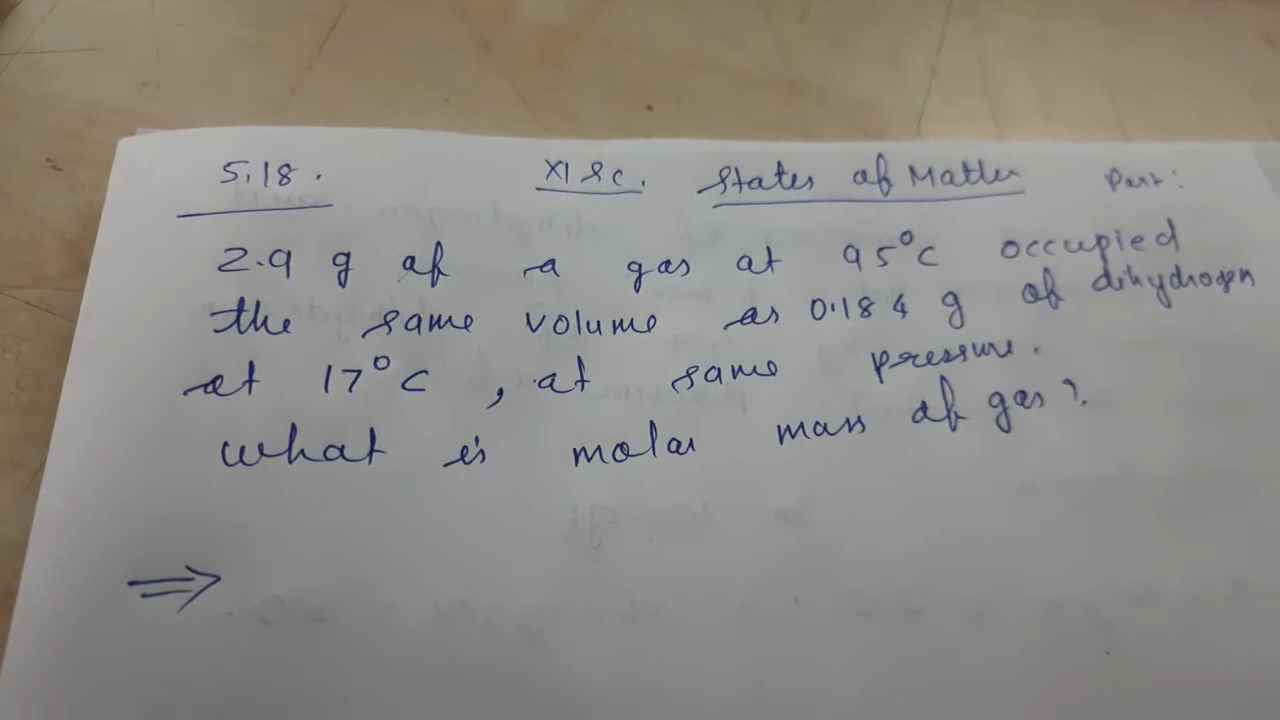 5.18. XI Sc. States of Matter Part:
2.9 g of a gas at 95°C occupied
the same volume as 0.184 g of dihydrogen
at 17°C, at same pressure.
What is molar mass of gas?
⇒